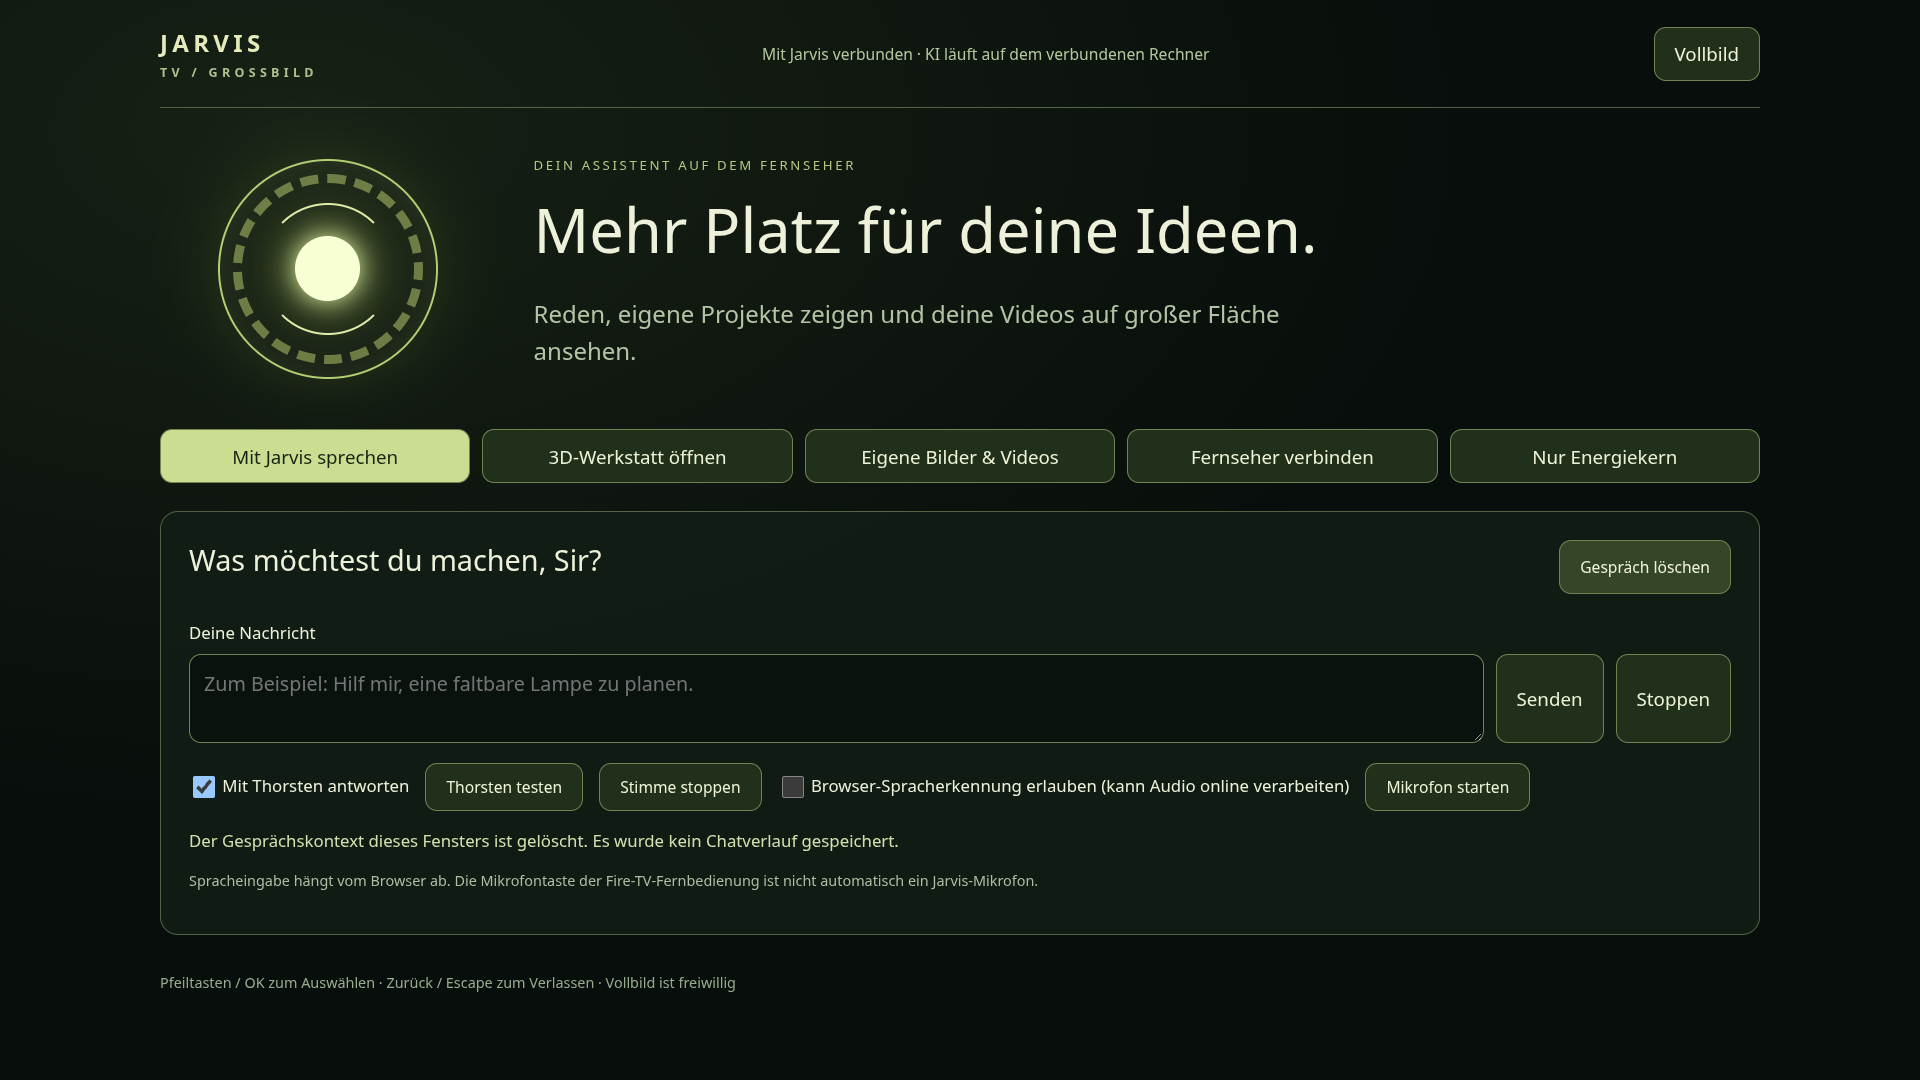 JARVIS
TV / GROSSBILD
Mit Jarvis verbunden · KI läuft auf dem verbundenen Rechner
Vollbild
DEIN ASSISTENT AUF DEM FERNSEHER
Mehr Platz für deine Ideen.
Reden, eigene Projekte zeigen und deine Videos auf großer Fläche
ansehen.
Mit Jarvis sprechen
3D-Werkstatt öffnen
Eigene Bilder & Videos
Fernseher verbinden
Nur Energiekern
Was möchtest du machen, Sir?
Gespräch löschen
Deine Nachricht
Zum Beispiel: Hilf mir, eine faltbare Lampe zu planen.
Senden
Stoppen
Mit Thorsten antworten
Thorsten testen
Stimme stoppen
Browser-Spracherkennung erlauben (kann Audio online verarbeiten)
Mikrofon starten
Der Gesprächskontext dieses Fensters ist gelöscht. Es wurde kein Chatverlauf gespeichert.
Spracheingabe hängt vom Browser ab. Die Mikrofontaste der Fire-TV-Fernbedienung ist nicht automatisch ein Jarvis-Mikrofon.
Pfeiltasten / OK zum Auswählen · Zurück / Escape zum Verlassen · Vollbild ist freiwillig